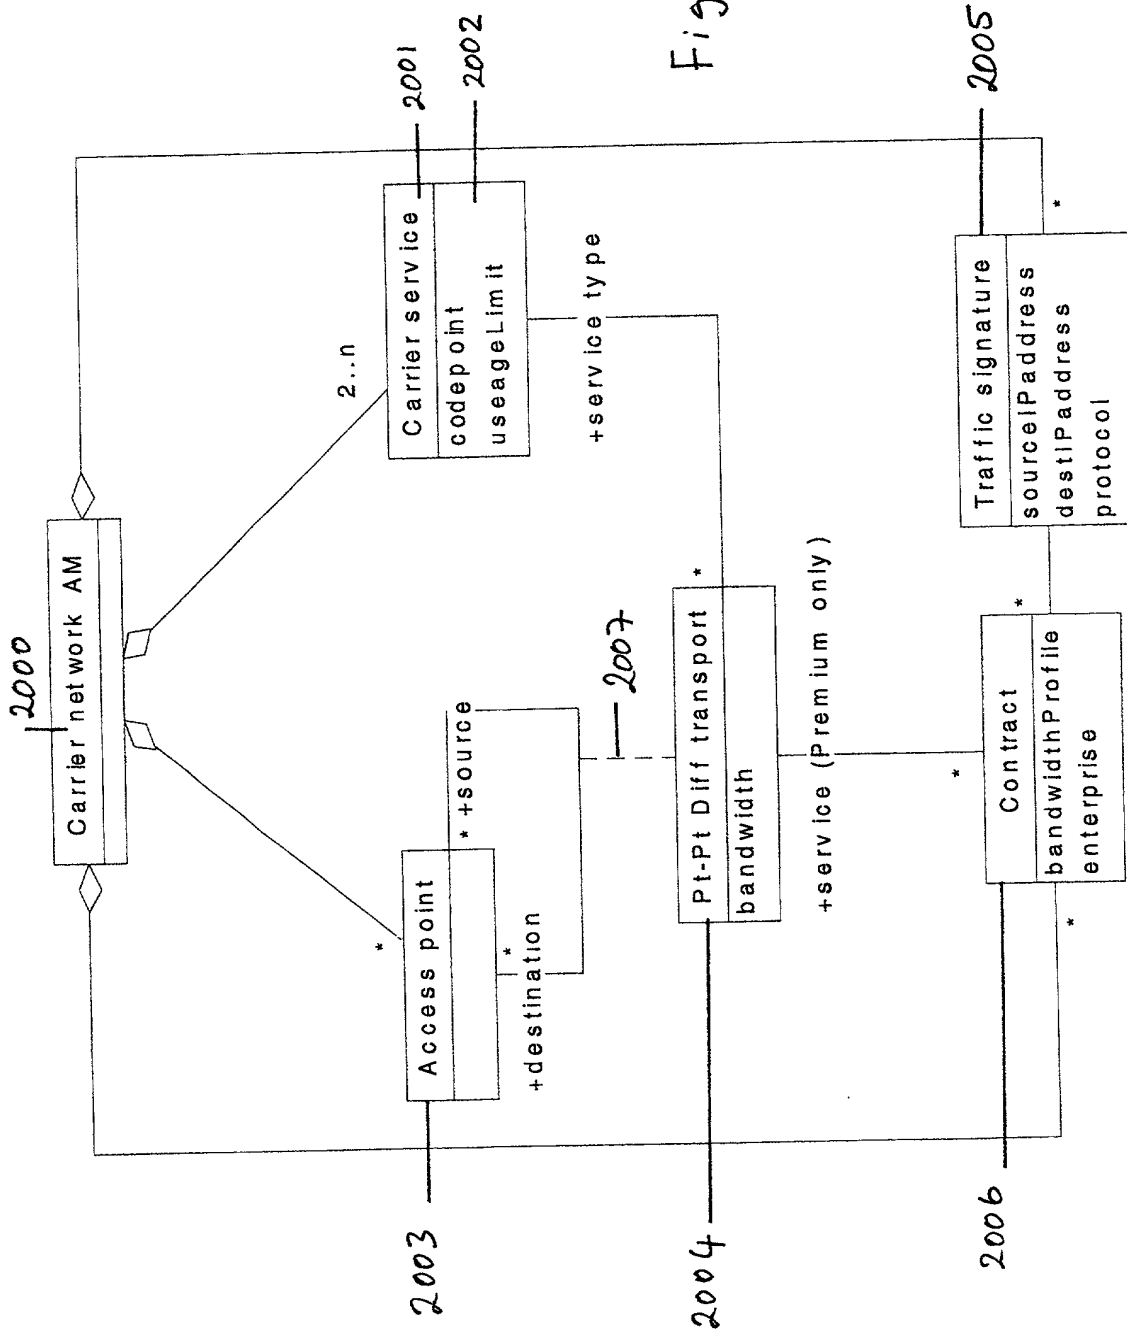 2000
Carrier network AM
2..n
Carrier service
codepoint
useageLimit
2001
2002
Fig
+service type
* +source
Access point
*
*
+destination
2003
2007
*
Pt-Pt Diff transport
bandwidth
2004
+service (Premium only)
2005
*
Traffic signature
sourceIPaddress
destIPaddress
protocol
*
*
Contract
bandwidthProfile
enterprise
*
2006